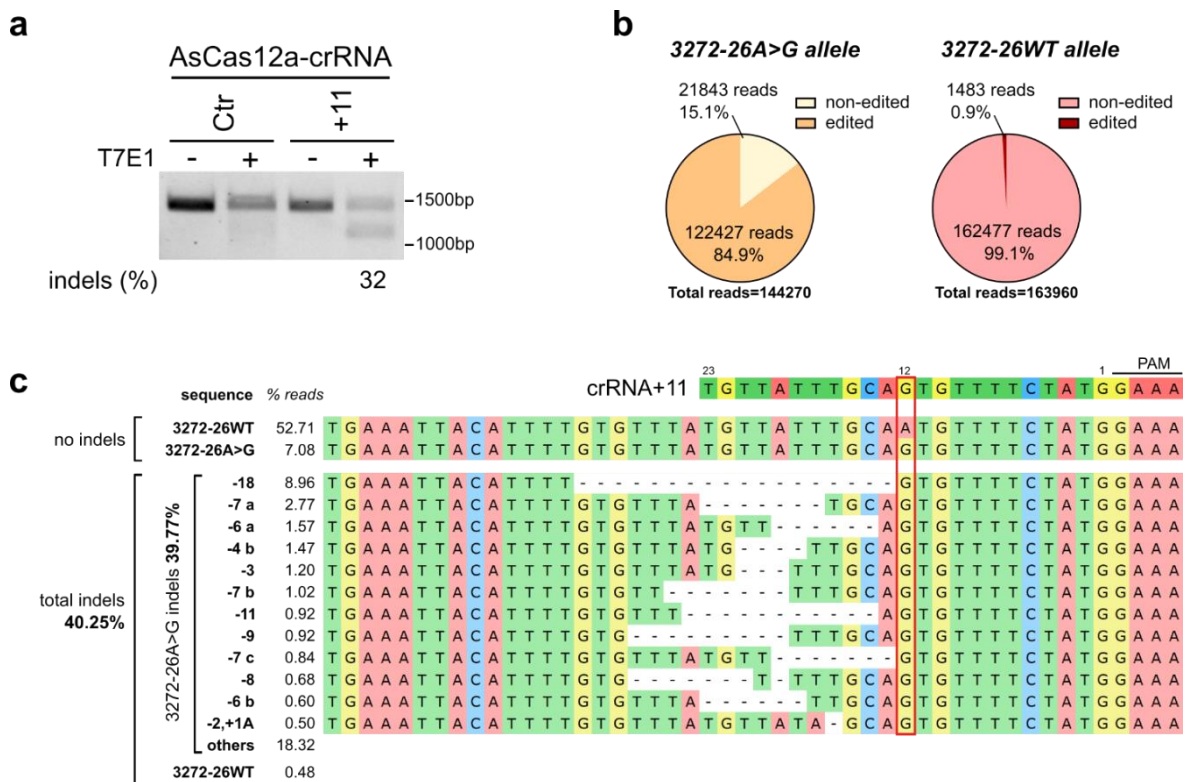 a
AsCas12a-crRNA
Ctr
+11
T7E1 - + - +
-1500bp
-1000bp
indels (%) 32
b
3272-26A>G allele
21843 reads
15.1%
non-edited
edited
122427 reads
84.9%
Total reads=144270
3272-26WT allele
1483 reads
0.9%
non-edited
edited
162477 reads
99.1%
Total reads=163960
c
23 12 1 PAM
crRNA+11 T G T T A T T T G C A G T G T T T T C T A T G G A A A
sequence % reads
no indels
3272-26WT 52.71 T G A A A T T A C A T T T T G T G T T T A T G T T A T T T G C A A T G T T T T C T A T G G A A A
3272-26A>G 7.08 T G A A A T T A C A T T T T G T G T T T A T G T T A T T T G C A G T G T T T T C T A T G G A A A
total indels
40.25%
3272-26A>G indels 39.77%
-18 8.96 T G A A A T T A C A T T T T - - - - - - - - - - - - - - - - - - G T G T T T T C T A T G G A A A
-7 a 2.77 T G A A A T T A C A T T T T G T G T T T A - - - - - - - T G C A G T G T T T T C T A T G G A A A
-6 a 1.57 T G A A A T T A C A T T T T G T G T T T A T G T T - - - - - - A G T G T T T T C T A T G G A A A
-4 b 1.47 T G A A A T T A C A T T T T G T G T T T A T G - - - - T T G C A G T G T T T T C T A T G G A A A
-3 1.20 T G A A A T T A C A T T T T G T G T T T A T G - - - T T T G C A G T G T T T T C T A T G G A A A
-7 b 1.02 T G A A A T T A C A T T T T G T G T T - - - - - - - T T T G C A G T G T T T T C T A T G G A A A
-11 0.92 T G A A A T T A C A T T T T G T G T T T - - - - - - - - - - - A G T G T T T T C T A T G G A A A
-9 0.92 T G A A A T T A C A T T T T G T G - - - - - - - - - T T T G C A G T G T T T T C T A T G G A A A
-7 c 0.84 T G A A A T T A C A T T T T G T G T T T A T G T T - - - - - - - G T G T T T T C T A T G G A A A
-8 0.68 T G A A A T T A C A T T T T G T G - - - - - - - T - T T T G C A G T G T T T T C T A T G G A A A
-6 b 0.60 T G A A A T T A C A T T T T G T G T T T A - - - - - - T T G C A G T G T T T T C T A T G G A A A
-2,+1A 0.50 T G A A A T T A C A T T T T G T G T T T A T G T T A T A - G C A G T G T T T T C T A T G G A A A
others 18.32
3272-26WT 0.48